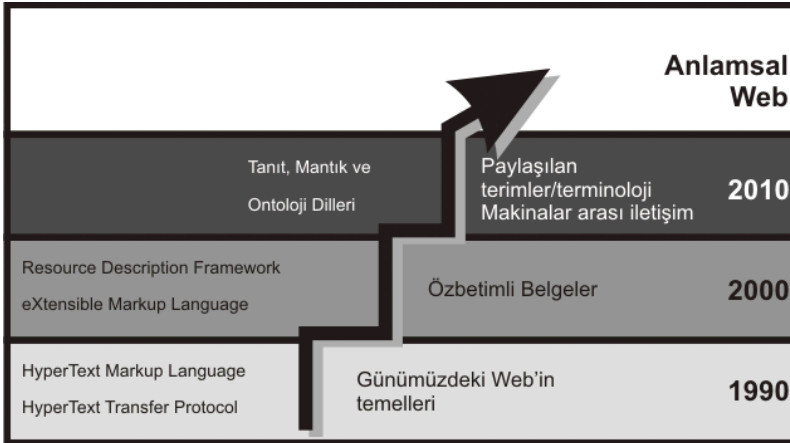 Anlamsal
Web
Tanıt, Mantık ve
Ontoloji Dilleri
Paylaşılan
terimler/terminoloji
Makinalar arası iletişim
2010
Resource Description Framework
eXtensible Markup Language
Özbetimli Belgeler
2000
HyperText Markup Language
HyperText Transfer Protocol
Günümüzdeki Web’in
temelleri
1990